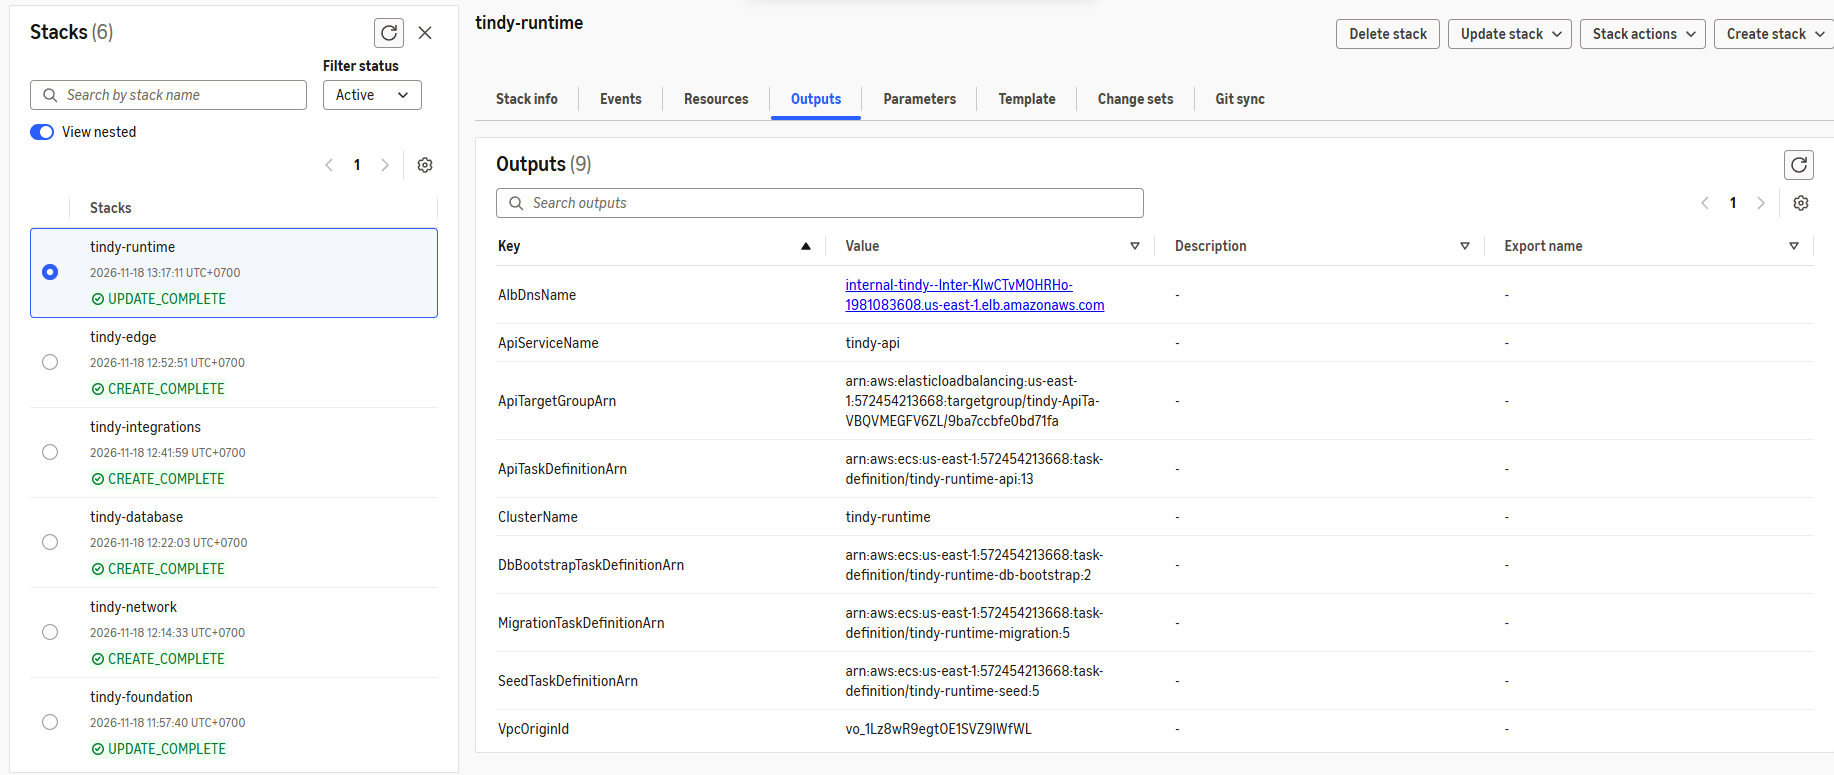 Stacks (6)
Filter status
Search by stack name
Active
View nested
1
Stacks
tindy-runtime
2026-11-18 13:17:11 UTC+0700
UPDATE_COMPLETE
tindy-edge
2026-11-18 12:52:51 UTC+0700
CREATE_COMPLETE
tindy-integrations
2026-11-18 12:41:59 UTC+0700
CREATE_COMPLETE
tindy-database
2026-11-18 12:22:03 UTC+0700
CREATE_COMPLETE
tindy-network
2026-11-18 12:14:33 UTC+0700
CREATE_COMPLETE
tindy-foundation
2026-11-18 11:57:40 UTC+0700
UPDATE_COMPLETE
tindy-runtime
Delete stack
Update stack
Stack actions
Create stack
Stack info
Events
Resources
Outputs
Parameters
Template
Change sets
Git sync
Outputs (9)
Search outputs
1
Key
Value
Description
Export name
AlbDnsName
internal-tindy--Inter-KIwCTvMOHRHo-
1981083608.us-east-1.elb.amazonaws.com
-
-
ApiServiceName
tindy-api
-
-
ApiTargetGroupArn
arn:aws:elasticloadbalancing:us-east-
1:572454213668:targetgroup/tindy-ApiTa-
VBQVMEGFV6ZL/9ba7ccbfe0bd71fa
-
-
ApiTaskDefinitionArn
arn:aws:ecs:us-east-1:572454213668:task-
definition/tindy-runtime-api:13
-
-
ClusterName
tindy-runtime
-
-
DbBootstrapTaskDefinitionArn
arn:aws:ecs:us-east-1:572454213668:task-
definition/tindy-runtime-db-bootstrap:2
-
-
MigrationTaskDefinitionArn
arn:aws:ecs:us-east-1:572454213668:task-
definition/tindy-runtime-migration:5
-
-
SeedTaskDefinitionArn
arn:aws:ecs:us-east-1:572454213668:task-
definition/tindy-runtime-seed:5
-
-
VpcOriginId
vo_1Lz8wR9egtOE1SVZ9IWfWL
-
-